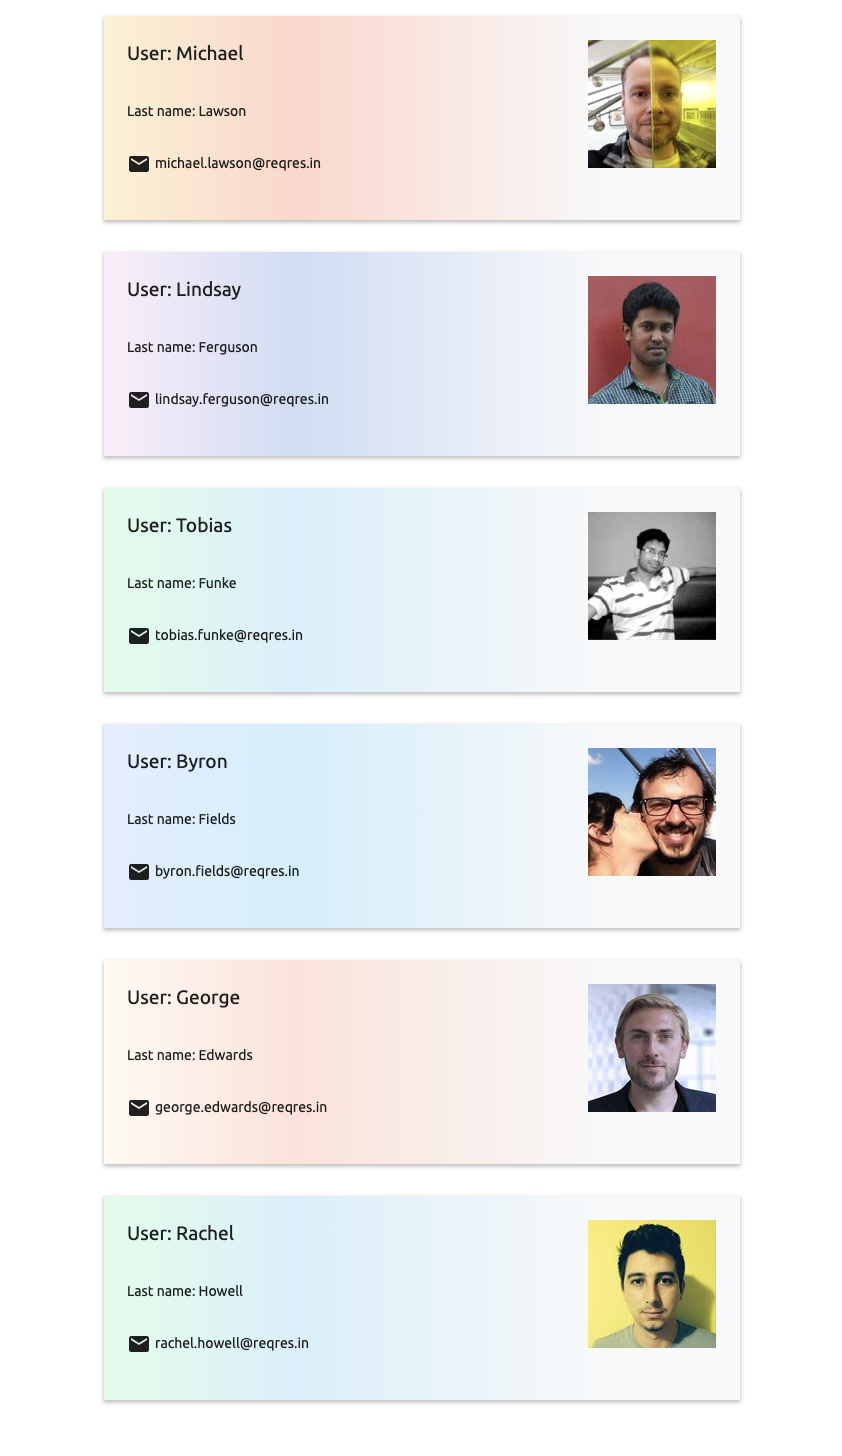 User: Michael
Last name: Lawson
michael.lawson@reqres.in
User: Lindsay
Last name: Ferguson
lindsay.ferguson@reqres.in
User: Tobias
Last name: Funke
tobias.funke@reqres.in
User: Byron
Last name: Fields
byron.fields@reqres.in
User: George
Last name: Edwards
george.edwards@reqres.in
User: Rachel
Last name: Howell
rachel.howell@reqres.in